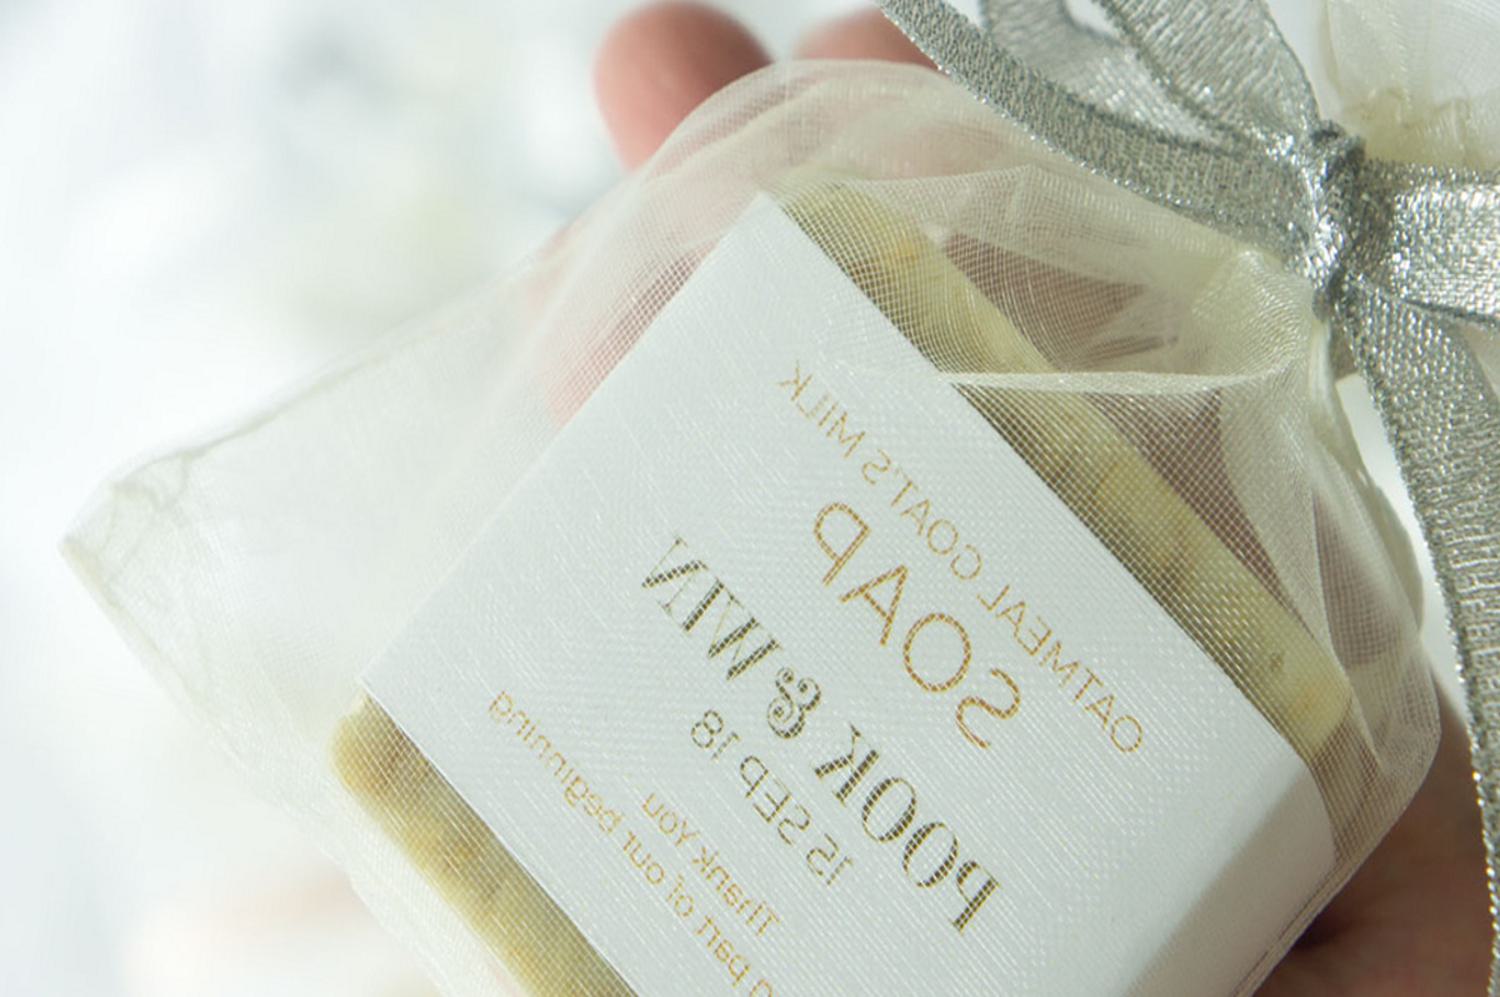 OATMEAL GOAT'S MILK
SOAP
POOK & WIN
15 SEP 18
Thank You
part of our beginning